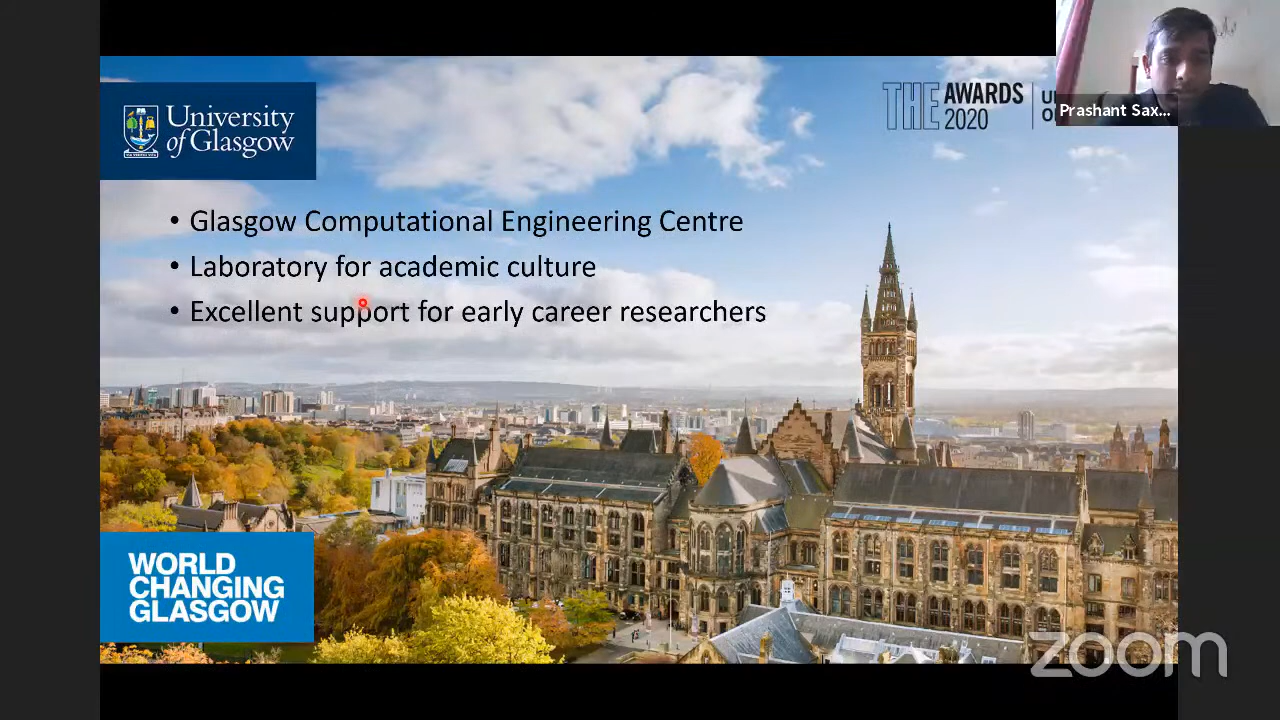 University
of Glasgow
THE AWARDS
2020
Prashant Sax...
• Glasgow Computational Engineering Centre
• Laboratory for academic culture
• Excellent support for early career researchers
WORLD
CHANGING
GLASGOW
zoom